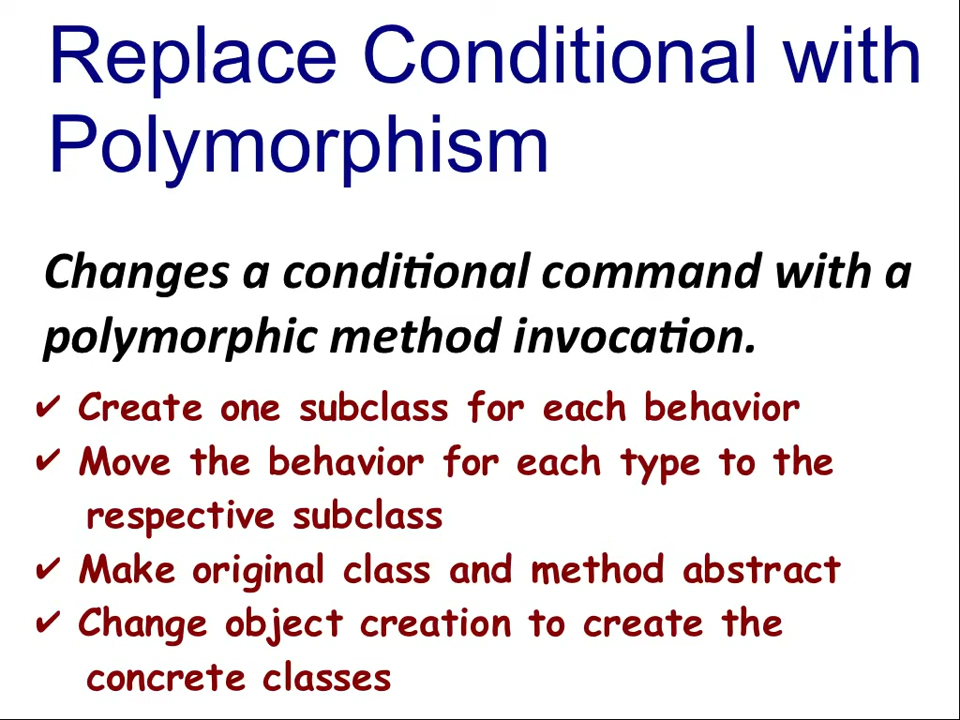 Replace Conditional with
Polymorphism
Changes a conditional command with a
polymorphic method invocation.
✔ Create one subclass for each behavior
✔ Move the behavior for each type to the
respective subclass
✔ Make original class and method abstract
✔ Change object creation to create the
concrete classes